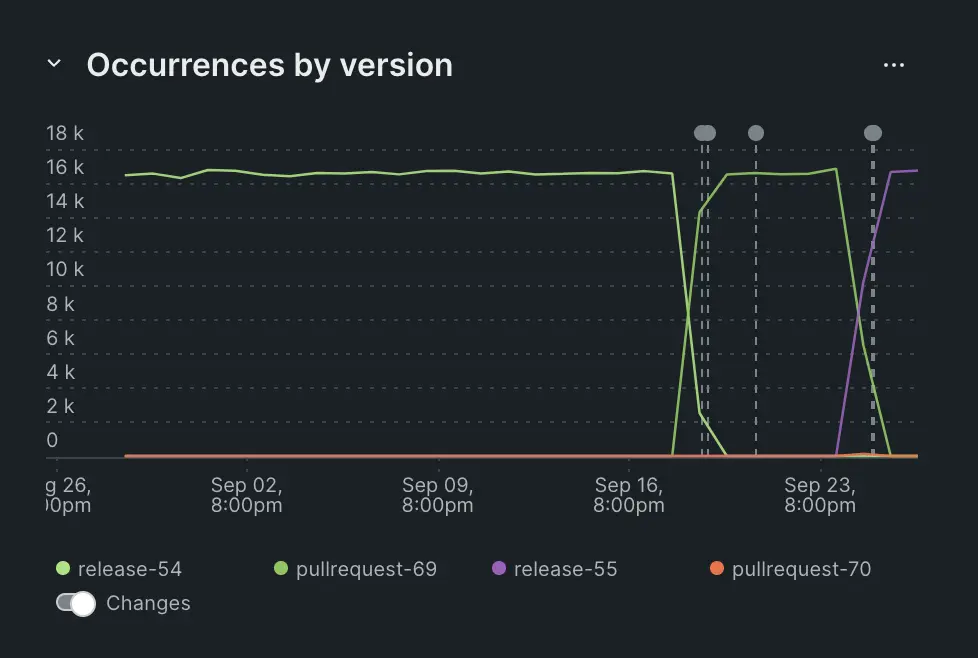 Occurrences by version
18 k
16 k
14 k
12 k
10 k
8 k
6 k
4 k
2 k
0
g 26,
00pm
Sep 02,
8:00pm
Sep 09,
8:00pm
Sep 16,
8:00pm
Sep 23,
8:00pm
release-54
pullrequest-69
release-55
pullrequest-70
Changes